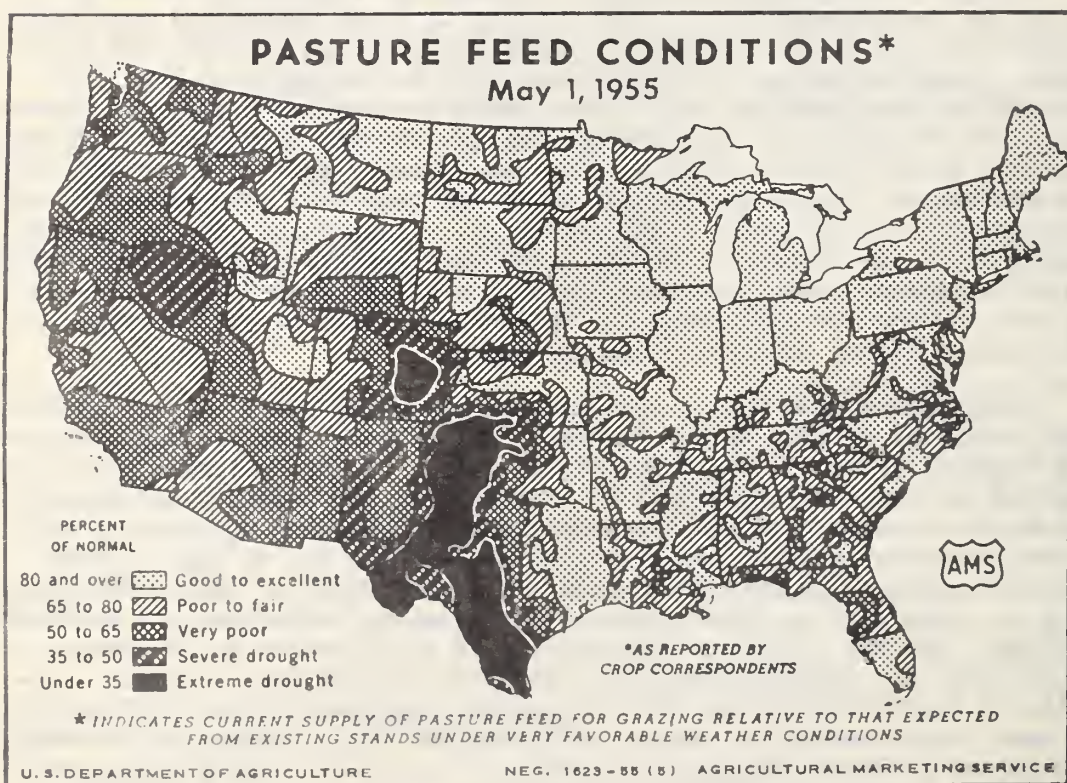 PASTURE FEED CONDITIONS*
May 1, 1955
PERCENT
OF NORMAL
80 and over Good to excellent
65 to 80 Poor to fair
50 to 65 Very poor
35 to 50 Severe drought
Under 35 Extreme drought
AMS
*AS REPORTED BY
CROP CORRESPONDENTS
* INDICATES CURRENT SUPPLY OF PASTURE FEED FOR GRAZING RELATIVE TO THAT EXPECTED
FROM EXISTING STANDS UNDER VERY FAVORABLE WEATHER CONDITIONS
U. S. DEPARTMENT OF AGRICULTURE NEG. 1623-55 (5) AGRICULTURAL MARKETING SERVICE